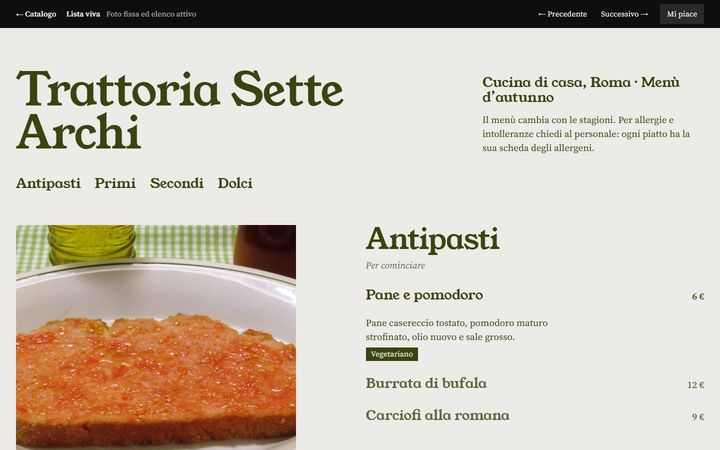 ← Catalogo Lista viva Foto fissa ed elenco attivo ← Precedente Successivo → Mi piace
Trattoria Sette
Archi
Cucina di casa, Roma · Menù
d’autunno
Il menù cambia con le stagioni. Per allergie e
intolleranze chiedi al personale: ogni piatto ha la
sua scheda degli allergeni.
Antipasti Primi Secondi Dolci
Antipasti
Per cominciare
Pane e pomodoro 6 €
Pane casereccio tostato, pomodoro maturo
strofinato, olio nuovo e sale grosso.
Vegetariano
Burrata di bufala 12 €
Carciofi alla romana 9 €